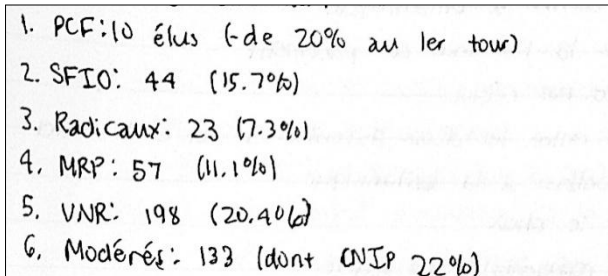 1. PCF: 10 élus (-de 20% au 1er tour)
2. SFIO: 44 (15.7%)
3. Radicaux: 23 (7.3%)
4. MRP: 57 (11.1%)
5. VNR: 198 (20.4%)
6. Modérés: 133 (dont CNIP 22%)